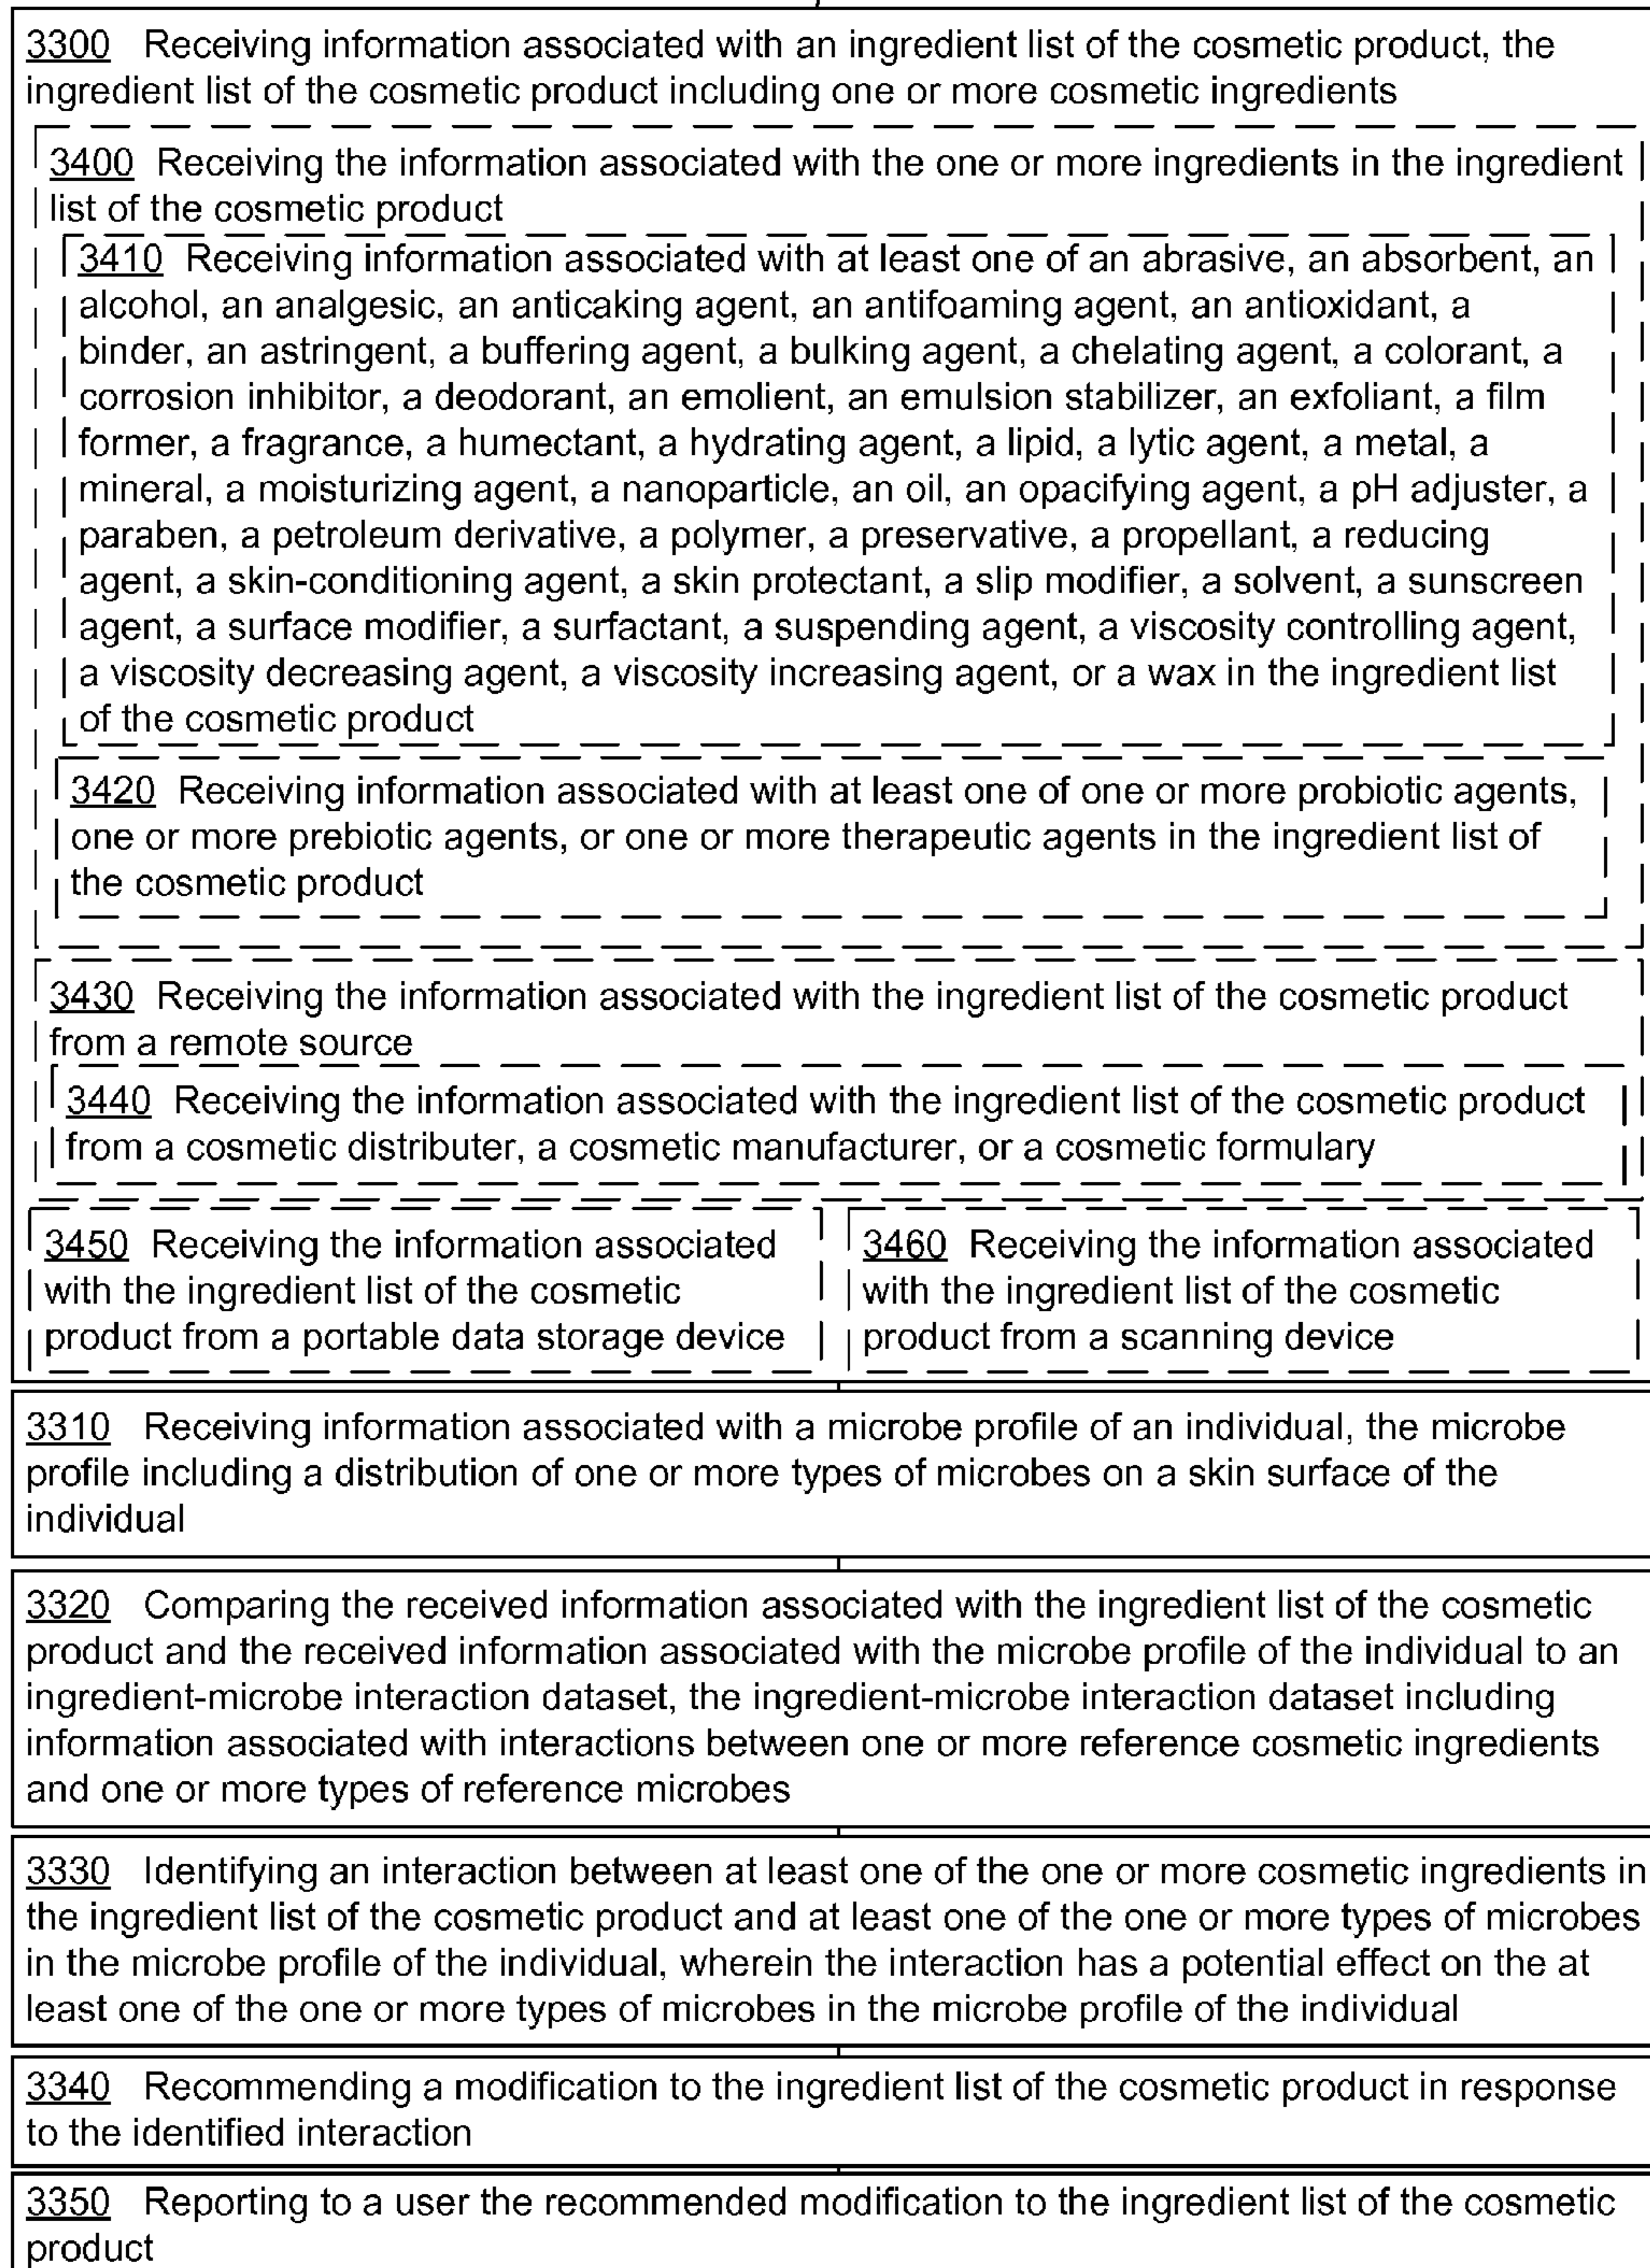 3300 Receiving information associated with an ingredient list of the cosmetic product, the
ingredient list of the cosmetic product including one or more cosmetic ingredients
3400 Receiving the information associated with the one or more ingredients in the ingredient
list of the cosmetic product
3410 Receiving information associated with at least one of an abrasive, an absorbent, an
alcohol, an analgesic, an anticaking agent, an antifoaming agent, an antioxidant, a
binder, an astringent, a buffering agent, a bulking agent, a chelating agent, a colorant, a
corrosion inhibitor, a deodorant, an emolient, an emulsion stabilizer, an exfoliant, a film
former, a fragrance, a humectant, a hydrating agent, a lipid, a lytic agent, a metal, a
mineral, a moisturizing agent, a nanoparticle, an oil, an opacifying agent, a pH adjuster, a
paraben, a petroleum derivative, a polymer, a preservative, a propellant, a reducing
agent, a skin-conditioning agent, a skin protectant, a slip modifier, a solvent, a sunscreen
agent, a surface modifier, a surfactant, a suspending agent, a viscosity controlling agent,
a viscosity decreasing agent, a viscosity increasing agent, or a wax in the ingredient list
of the cosmetic product
3420 Receiving information associated with at least one of one or more probiotic agents,
one or more prebiotic agents, or one or more therapeutic agents in the ingredient list of
the cosmetic product
3430 Receiving the information associated with the ingredient list of the cosmetic product
from a remote source
3440 Receiving the information associated with the ingredient list of the cosmetic product
from a cosmetic distributer, a cosmetic manufacturer, or a cosmetic formulary
3450 Receiving the information associated
with the ingredient list of the cosmetic
product from a portable data storage device
3460 Receiving the information associated
with the ingredient list of the cosmetic
product from a scanning device
3310 Receiving information associated with a microbe profile of an individual, the microbe
profile including a distribution of one or more types of microbes on a skin surface of the
individual
3320 Comparing the received information associated with the ingredient list of the cosmetic
product and the received information associated with the microbe profile of the individual to an
ingredient-microbe interaction dataset, the ingredient-microbe interaction dataset including
information associated with interactions between one or more reference cosmetic ingredients
and one or more types of reference microbes
3330 Identifying an interaction between at least one of the one or more cosmetic ingredients in
the ingredient list of the cosmetic product and at least one of the one or more types of microbes
in the microbe profile of the individual, wherein the interaction has a potential effect on the at
least one of the one or more types of microbes in the microbe profile of the individual
3340 Recommending a modification to the ingredient list of the cosmetic product in response
to the identified interaction
3350 Reporting to a user the recommended modification to the ingredient list of the cosmetic
product